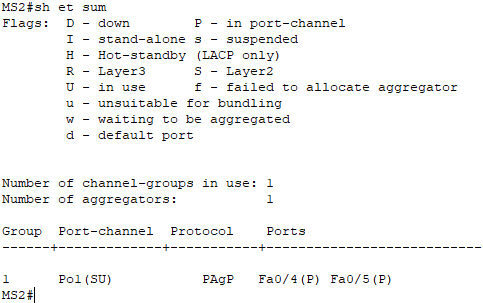 MS2#sh et sum
Flags:  D - down        P - in port-channel
        I - stand-alone s - suspended
        H - Hot-standby (LACP only)
        R - Layer3      S - Layer2
        U - in use      f - failed to allocate aggregator
        u - unsuitable for bundling
        w - waiting to be aggregated
        d - default port
Number of channel-groups in use: 1
Number of aggregators:           1
Group  Port-channel  Protocol    Ports
------+-------------+-----------+----------------------------
1      Po1(SU)           PAgP   Fa0/4(P) Fa0/5(P)
MS2#